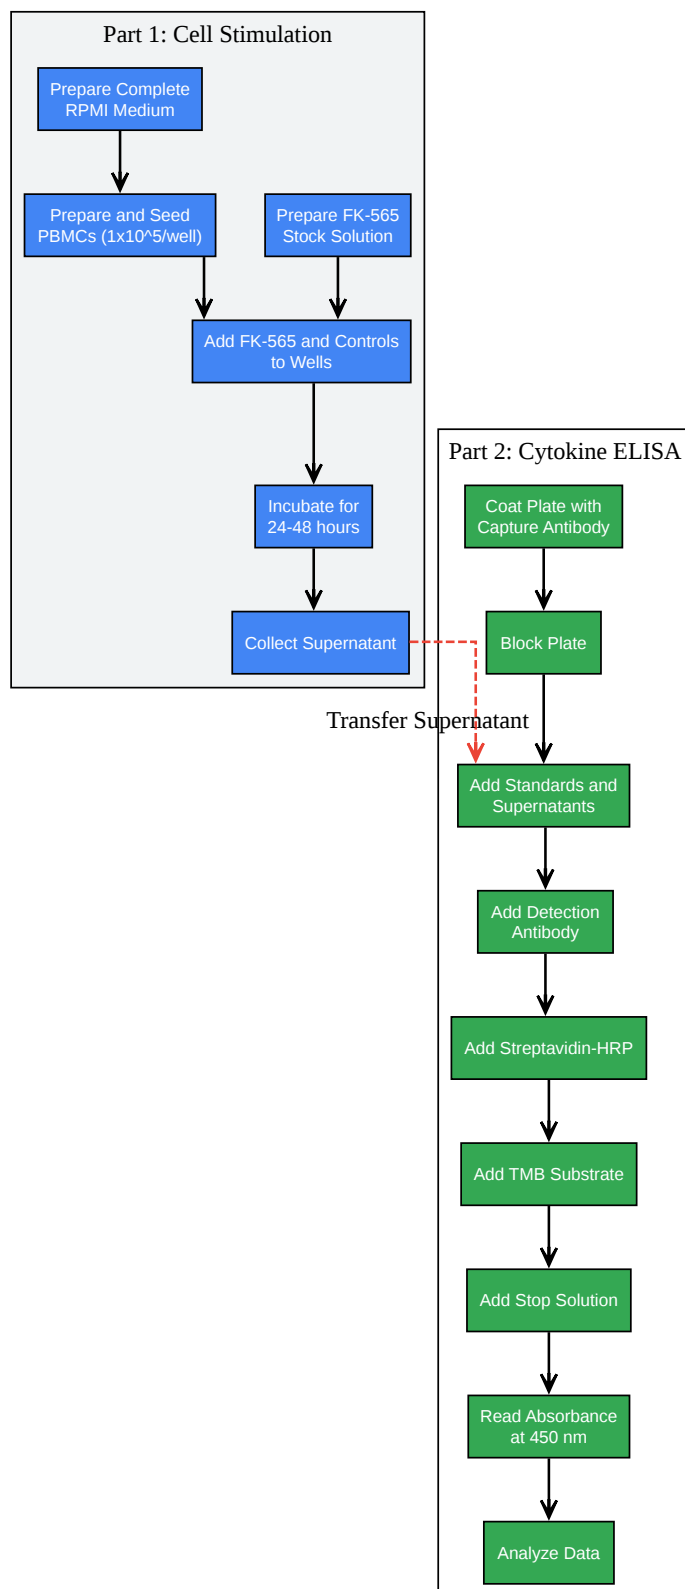 Part 1: Cell Stimulation
Prepare Complete
RPMI Medium
Prepare and Seed
PBMCs (1x10^5/well)
Prepare FK-565
Stock Solution
Add FK-565 and Controls
to Wells
Incubate for
24-48 hours
Collect Supernatant
Transfer Supernatant
Part 2: Cytokine ELISA
Coat Plate with
Capture Antibody
Block Plate
Add Standards and
Supernatants
Add Detection
Antibody
Add Streptavidin-HRP
Add TMB Substrate
Add Stop Solution
Read Absorbance
at 450 nm
Analyze Data